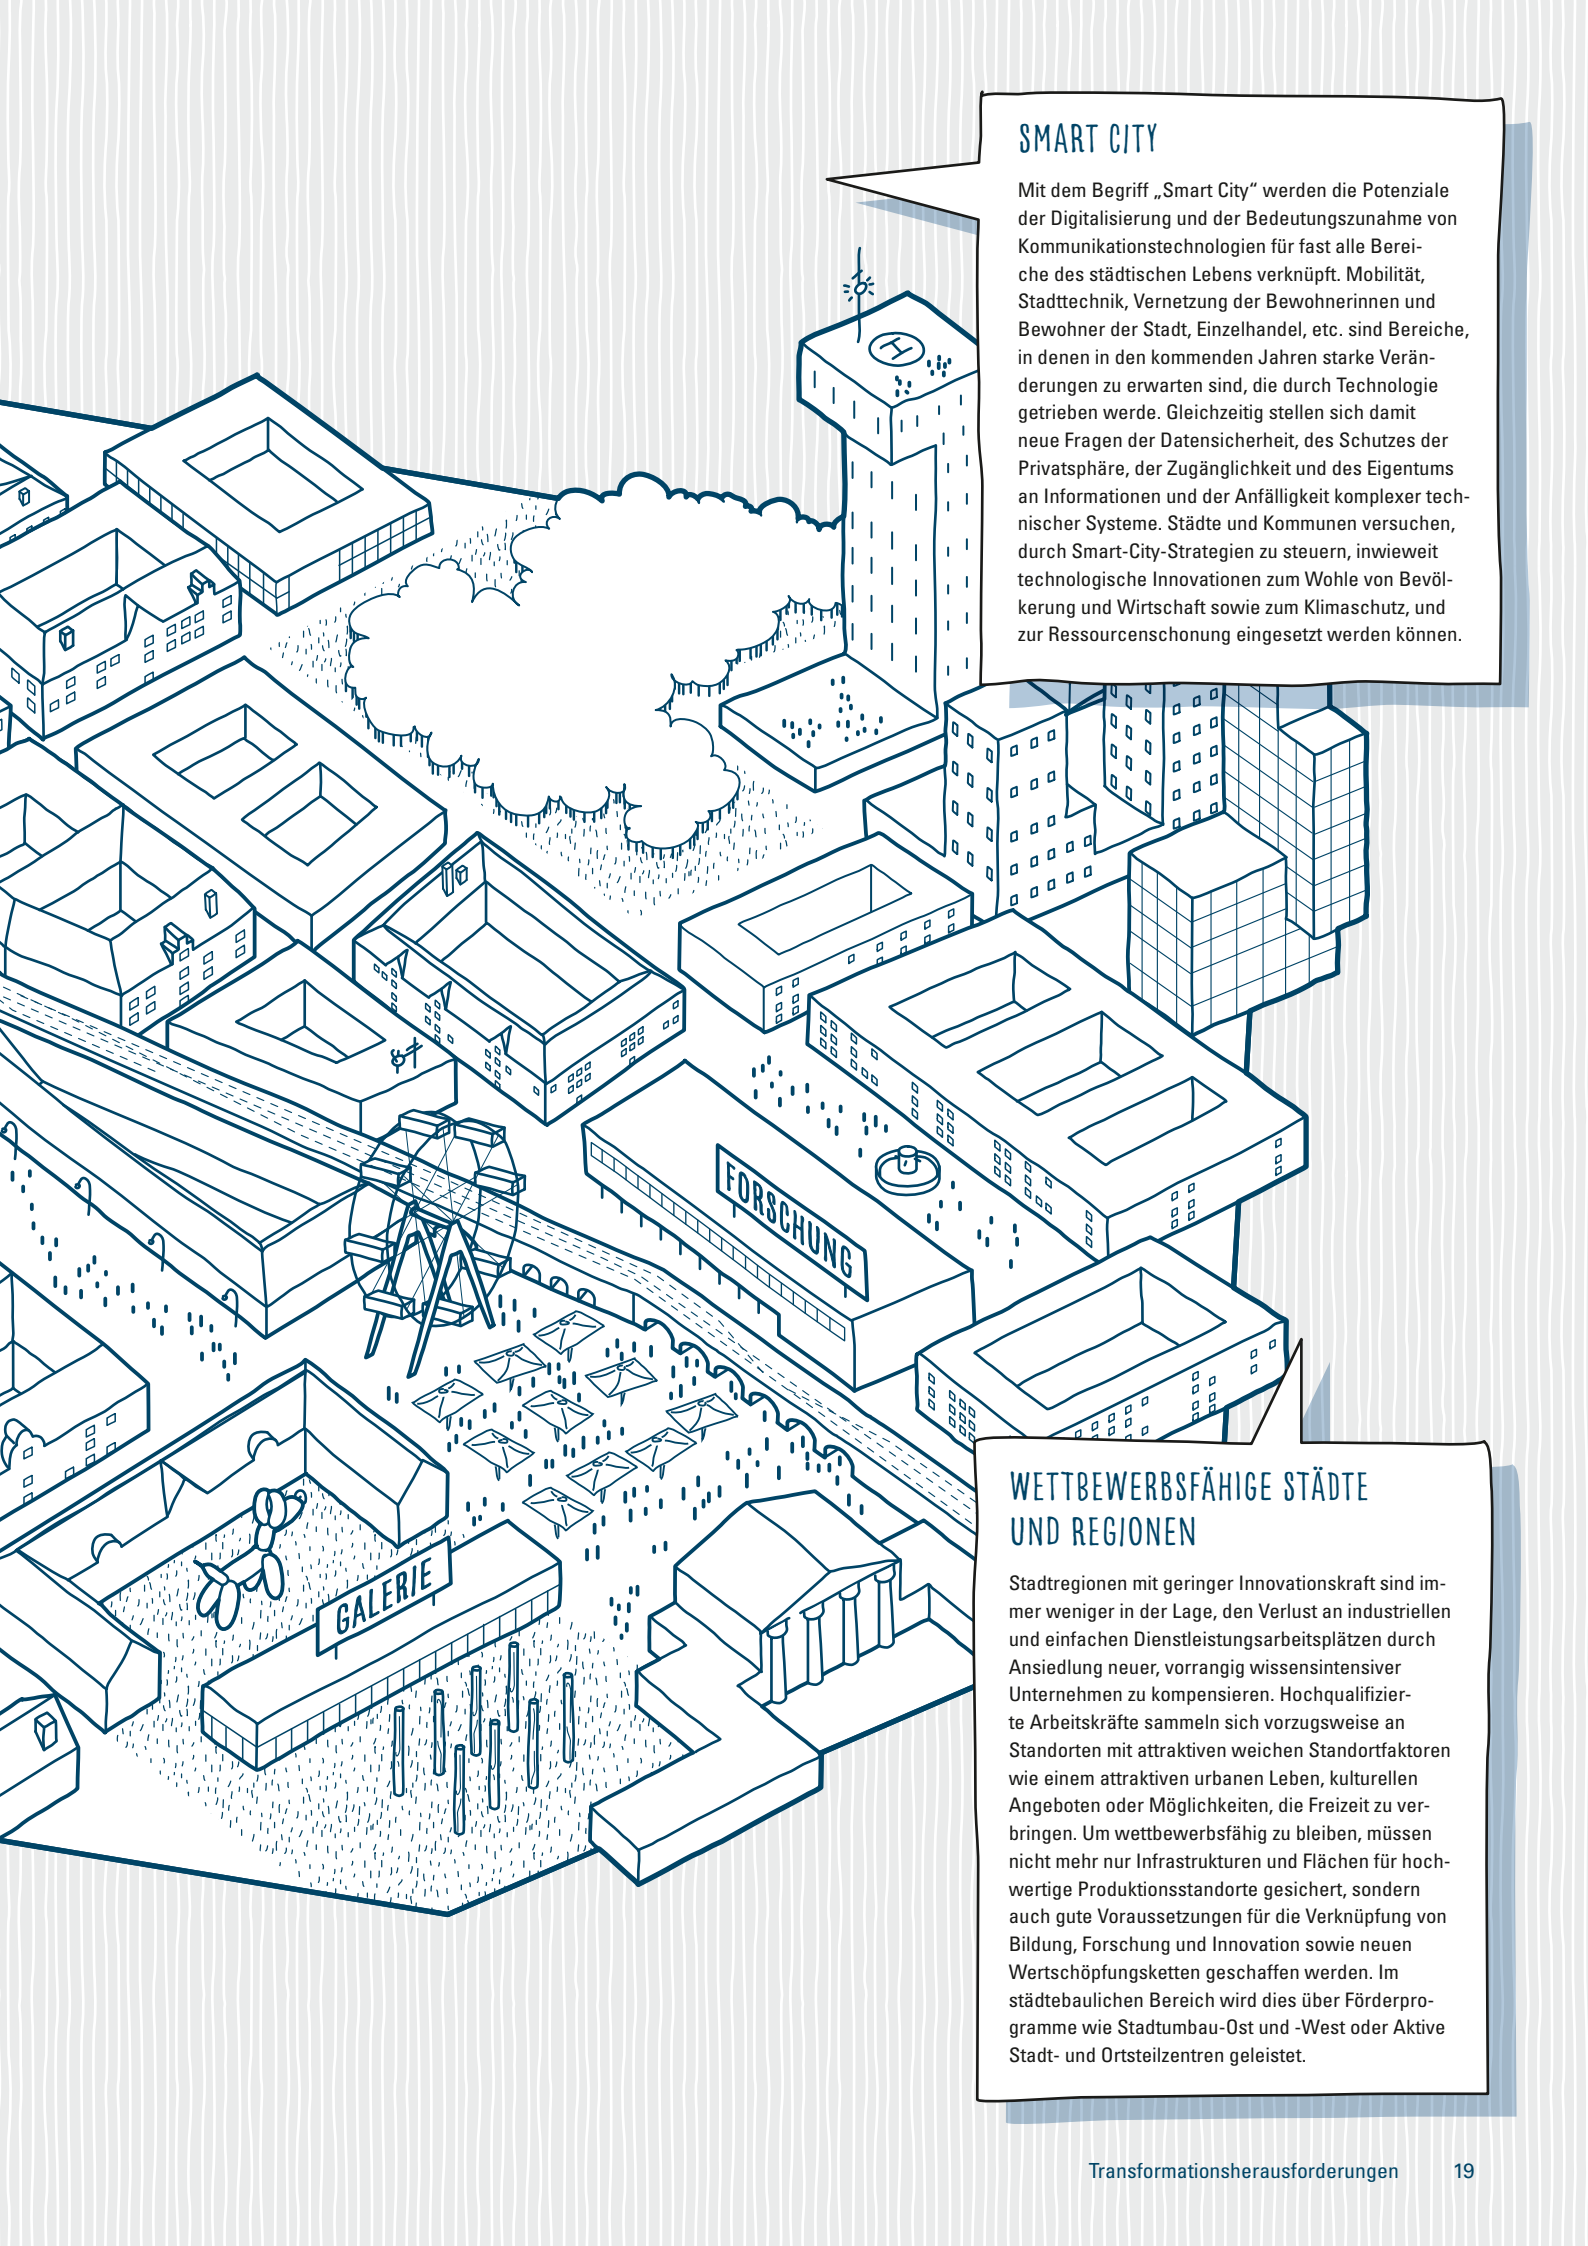 SMART CITY
Mit dem Begriff „Smart City“ werden die Potenziale
der Digitalisierung und der Bedeutungszunahme von
Kommunikationstechnologien für fast alle Berei-
che des städtischen Lebens verknüpft. Mobilität,
Stadttechnik, Vernetzung der Bewohnerinnen und
Bewohner der Stadt, Einzelhandel, etc. sind Bereiche,
in denen in den kommenden Jahren starke Verän-
derungen zu erwarten sind, die durch Technologie
getrieben werde. Gleichzeitig stellen sich damit
neue Fragen der Datensicherheit, des Schutzes der
Privatsphäre, der Zugänglichkeit und des Eigentums
an Informationen und der Anfälligkeit komplexer tech-
nischer Systeme. Städte und Kommunen versuchen,
durch Smart-City-Strategien zu steuern, inwieweit
technologische Innovationen zum Wohle von Bevöl-
kerung und Wirtschaft sowie zum Klimaschutz, und
zur Ressourcenschonung eingesetzt werden können.
H
FORSCHUNG
GALERIE
WETTBEWERBSFÄHIGE STÄDTE
UND REGIONEN
Stadtregionen mit geringer Innovationskraft sind im-
mer weniger in der Lage, den Verlust an industriellen
und einfachen Dienstleistungsarbeitsplätzen durch
Ansiedlung neuer, vorrangig wissensintensiver
Unternehmen zu kompensieren. Hochqualifizier-
te Arbeitskräfte sammeln sich vorzugsweise an
Standorten mit attraktiven weichen Standortfaktoren
wie einem attraktiven urbanen Leben, kulturellen
Angeboten oder Möglichkeiten, die Freizeit zu ver-
bringen. Um wettbewerbsfähig zu bleiben, müssen
nicht mehr nur Infrastrukturen und Flächen für hoch-
wertige Produktionsstandorte gesichert, sondern
auch gute Voraussetzungen für die Verknüpfung von
Bildung, Forschung und Innovation sowie neuen
Wertschöpfungsketten geschaffen werden. Im
städtebaulichen Bereich wird dies über Förderpro-
gramme wie Stadtumbau-Ost und -West oder Aktive
Stadt- und Ortsteilzentren geleistet.
Transformationsherausforderungen 19